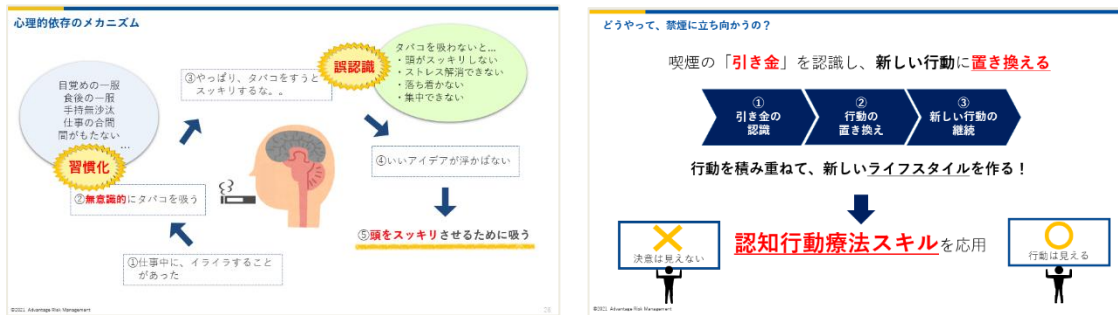 心理的依存のメカニズム
目覚めの一服
食後の一服
手持無沙汰
仕事の合間
間がもたない
… …
習慣化
③やっぱり、タバコをすうと
スッキリするな。。
誤認識
タバコを吸わないと…
・頭がスッキリしない
・ストレス解消できない
・落ち着かない
・集中できない
②無意識的にタバコを吸う
④いいアイデアが浮かばない
①仕事中に、イライラすること
があった
⑤頭をスッキリさせるために吸う
©2021 Advantage Risk Management
28
どうやって、禁煙に立ち向かうの？
喫煙の「引き金」を認識し、新しい行動に置き換える
①
引き金の
認識
②
行動の
置き換え
③
新しい行動の
継続
行動を積み重ねて、新しいライフスタイルを作る！
決意は見えない
認知行動療法スキルを応用
行動は見える
©2021 Advantage Risk Management